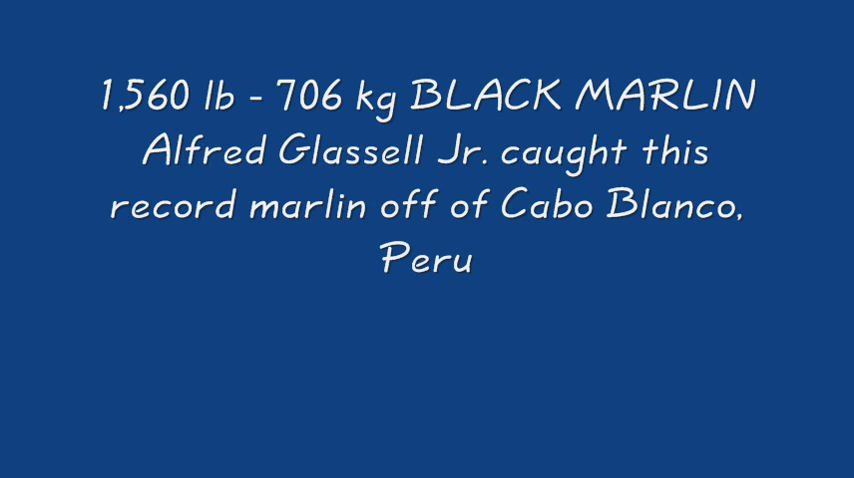 1,560 lb - 706 kg BLACK MARLIN
Alfred Glassell Jr. caught this
record marlin off of Cabo Blanco,
Peru